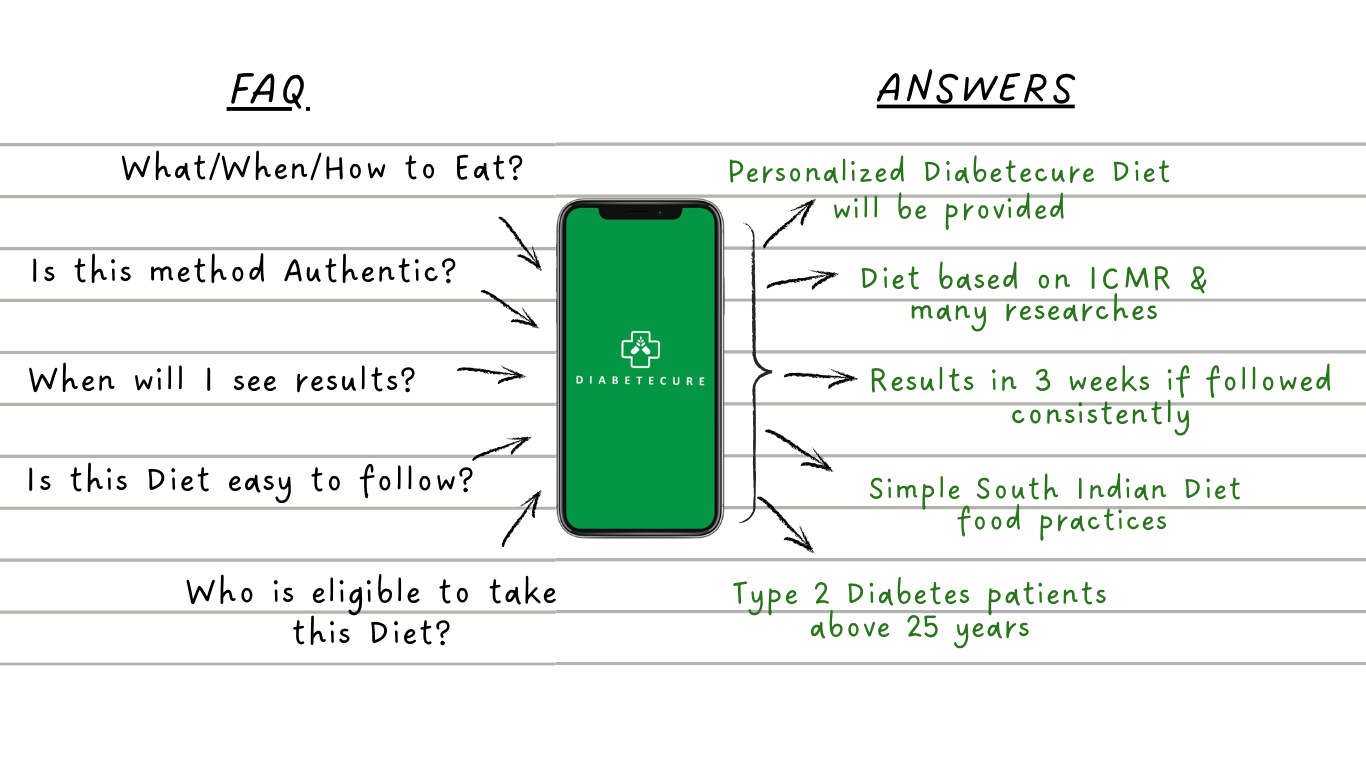 FAQ
What/When/How to Eat?
Is this method Authentic?
When will I see results?
Is this Diet easy to follow?
Who is eligible to take
this Diet?
DIABETECURE
ANSWERS
Personalized Diabetecure Diet
will be provided
Diet based on ICMR &
many researches
Results in 3 weeks if followed
consistently
Simple South Indian Diet
food practices
Type 2 Diabetes patients
above 25 years